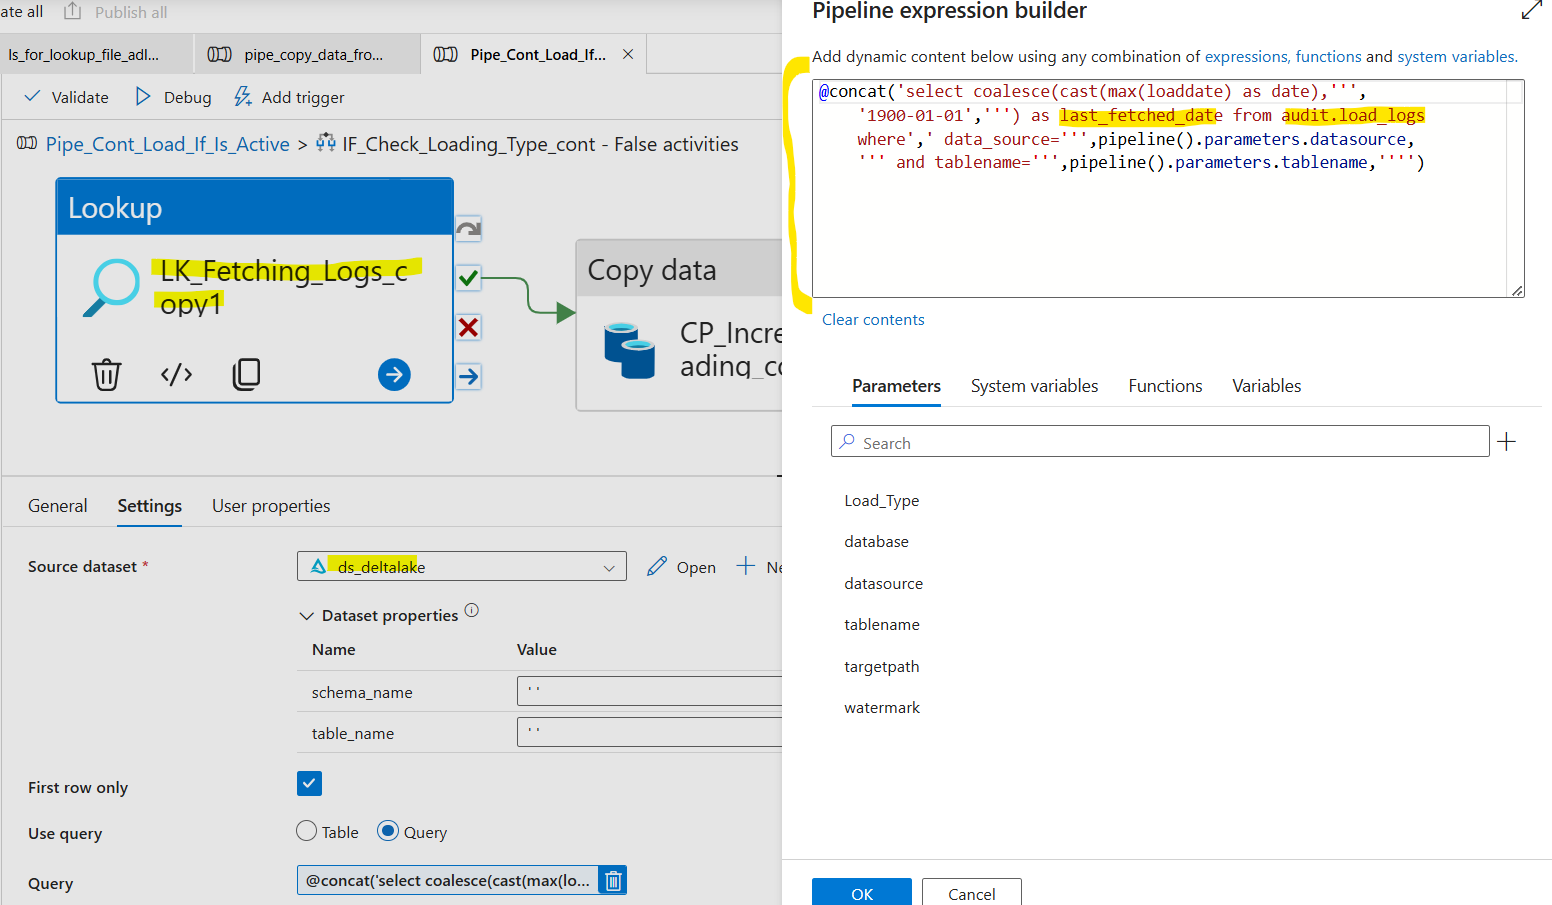 ate all
Publish all
ls_for_lookup_file_adl...
pipe_copy_data_fro...
Pipe_Cont_Load_If...
Validate
Debug
Add trigger
Pipe_Cont_Load_If_Is_Active > IF_Check_Loading_Type_cont - False activities
Lookup
LK_Fetching_Logs_c
opy1
Copy data
CP_Incre
ading_co
General
Settings
User properties
Source dataset *
ds_deltalake
Open
Ne
Dataset properties
Name
Value
schema_name
''
table_name
''
First row only
Use query
Table
Query
Query
@concat('select coalesce(cast(max(lo...
Pipeline expression builder
Add dynamic content below using any combination of expressions, functions and system variables.
@concat('select coalesce(cast(max(loaddate) as date),''',
'1900-01-01',''') as last_fetched_date from audit.load_logs
where',' data_source=''',pipeline().parameters.datasource,
''' and tablename=''',pipeline().parameters.tablename,'''')
Clear contents
Parameters
System variables
Functions
Variables
Search
Load_Type
database
datasource
tablename
targetpath
watermark
OK
Cancel